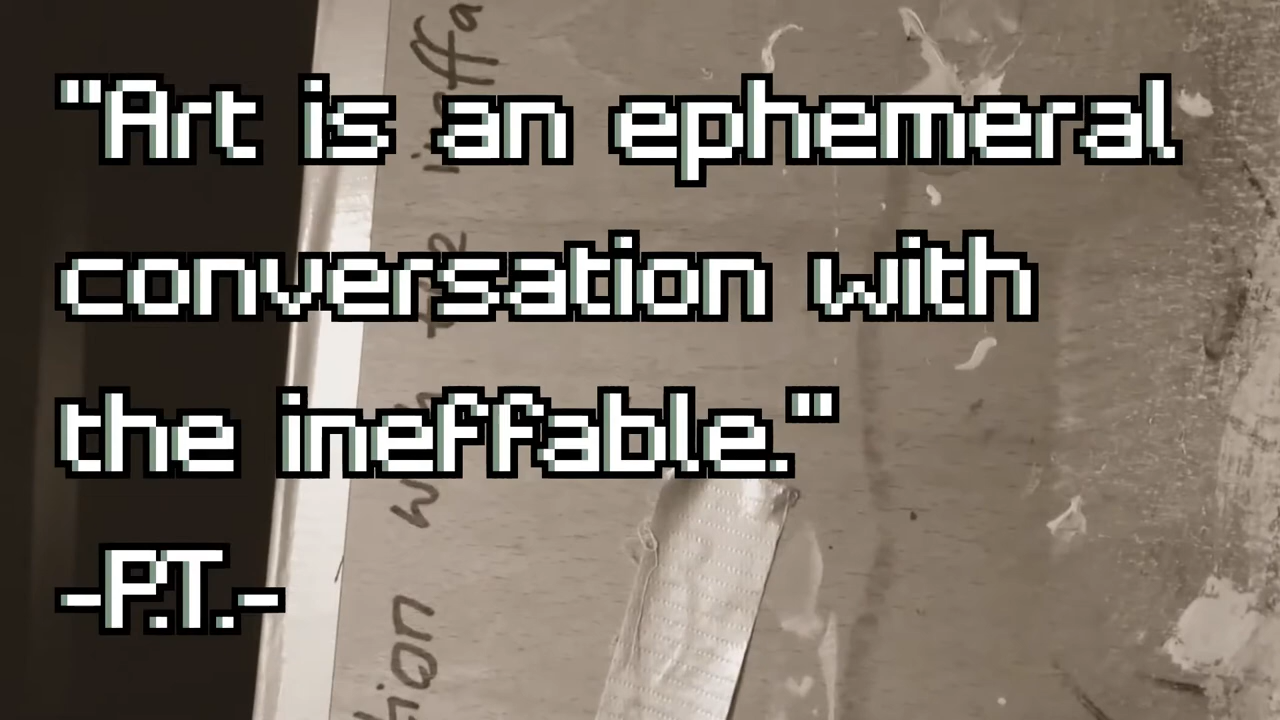 "Art is an ephemeral
conversation with
the ineffable."
-P.T.-